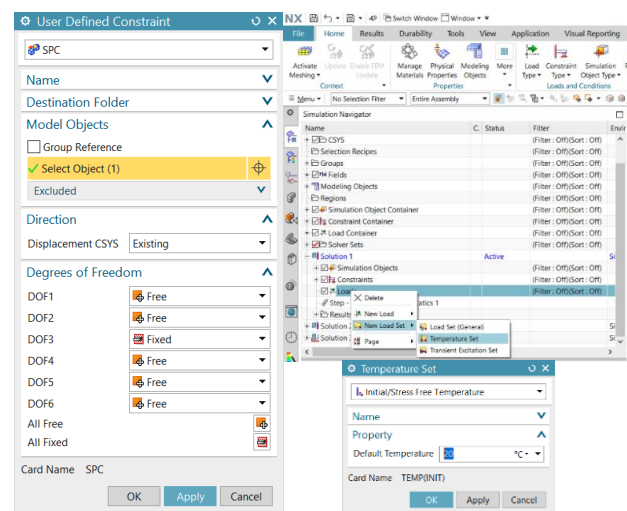 User Defined Constraint
SPC
Name
Destination Folder
Model Objects
Group Reference
Select Object (1)
Excluded
Direction
Displacement CSYS Existing
Degrees of Freedom
DOF1 Free
DOF2 Free
DOF3 Fixed
DOF4 Free
DOF5 Free
DOF6 Free
All Free
All Fixed
Card Name SPC
OK Apply Cancel
NX Switch Window Window
File Home Results Durability Tools View Application Visual Reporting
Activate Meshing Update Enable FEM Update Manage Materials Physical Properties Modeling Objects More Load Type Constraint Type Simulation Object Type
Context Properties Loads and Conditions
Menu No Selection Filter Entire Assembly
Simulation Navigator
Name C. Status Filter Envir
CSYS (Filter : Off)(Sort : Off)
Selection Recipes (Filter : Off)(Sort : Off)
Groups (Filter : Off)(Sort : Off)
Fields (Filter : Off)(Sort : Off)
Modeling Objects (Filter : Off)(Sort : Off)
Regions (Filter : Off)(Sort : Off)
Simulation Object Container (Filter : Off)(Sort : Off)
Constraint Container (Filter : Off)(Sort : Off)
Load Container (Filter : Off)(Sort : Off)
Solver Sets (Filter : Off)(Sort : Off)
Solution 1 Active Si
Simulation Objects (Filter : Off)(Sort : Off)
Constraints (Filter : Off)(Sort : Off)
Loads (Filter : Off)(Sort : Off)
Delete
Step - atics 1
New Load
Results
New Load Set
Load Set (General)
Solution
Temperature Set
Solution
Page
Transient Excitation Set
Temperature Set
Initial/Stress Free Temperature
Name
Property
Default Temperature 20 °C
Card Name TEMP(INIT)
OK Apply Cancel